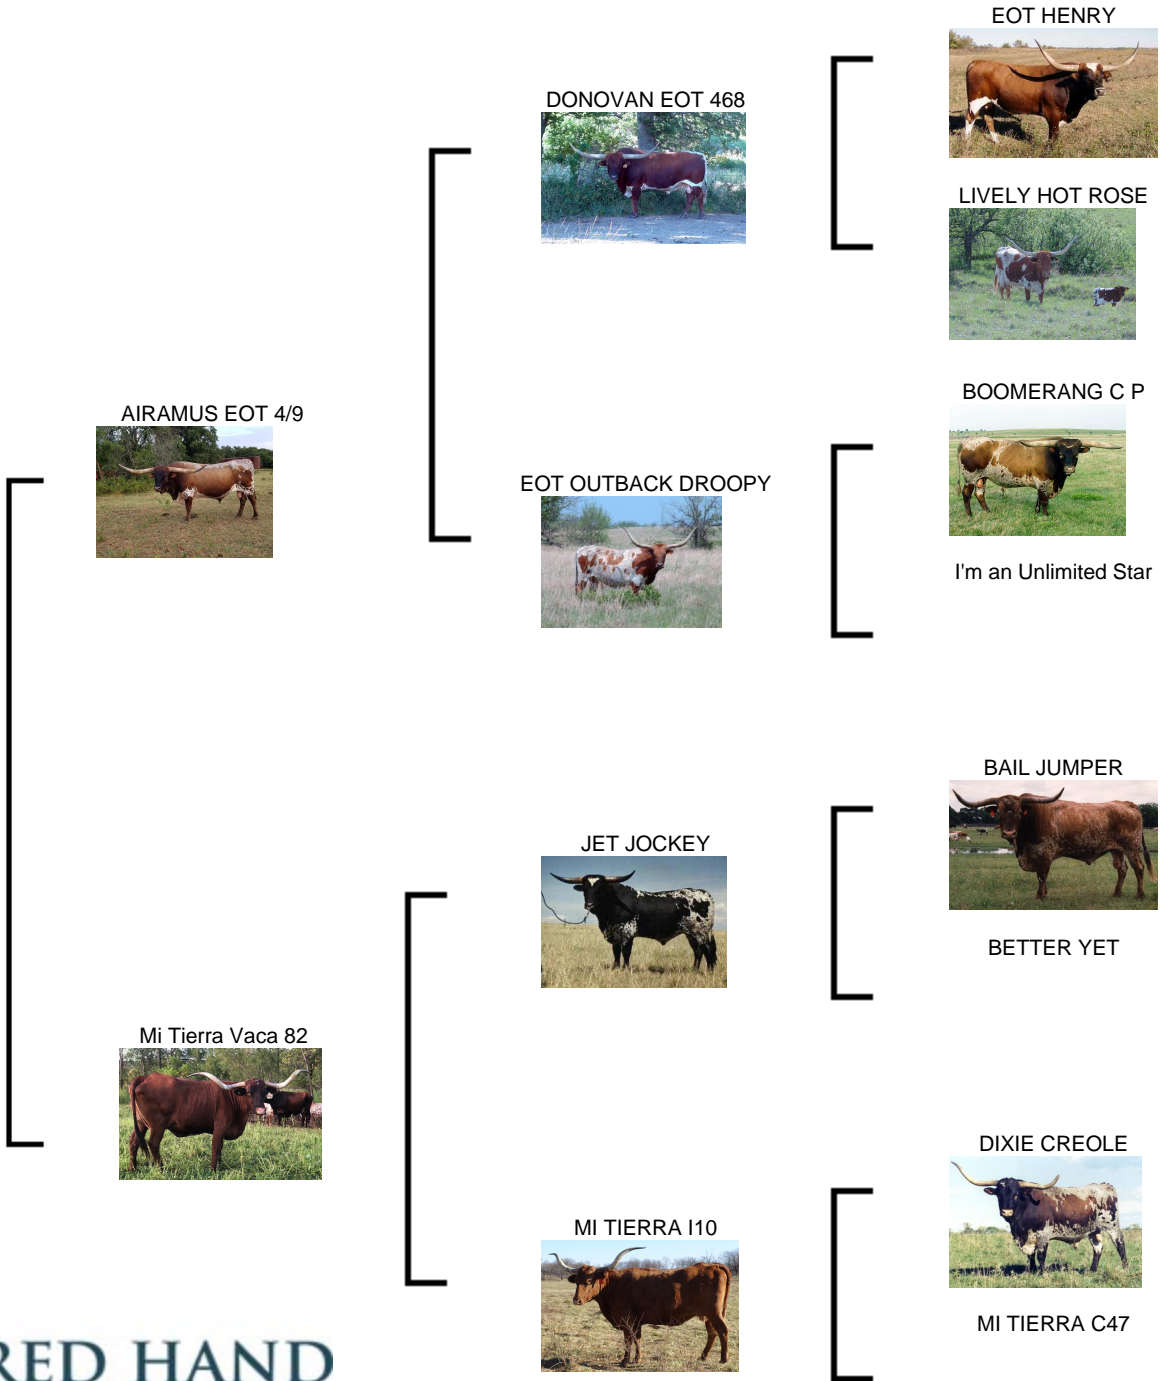 EOT HENRY
DONOVAN EOT 468
LIVELY HOT ROSE
BOOMERANG C P
AIRAMUS EOT 4/9
EOT OUTBACK DROOPY
I'm an Unlimited Star
BAIL JUMPER
JET JOCKEY
BETTER YET
Mi Tierra Vaca 82
DIXIE CREOLE
MI TIERRA I10
MI TIERRA C47
RED HAND